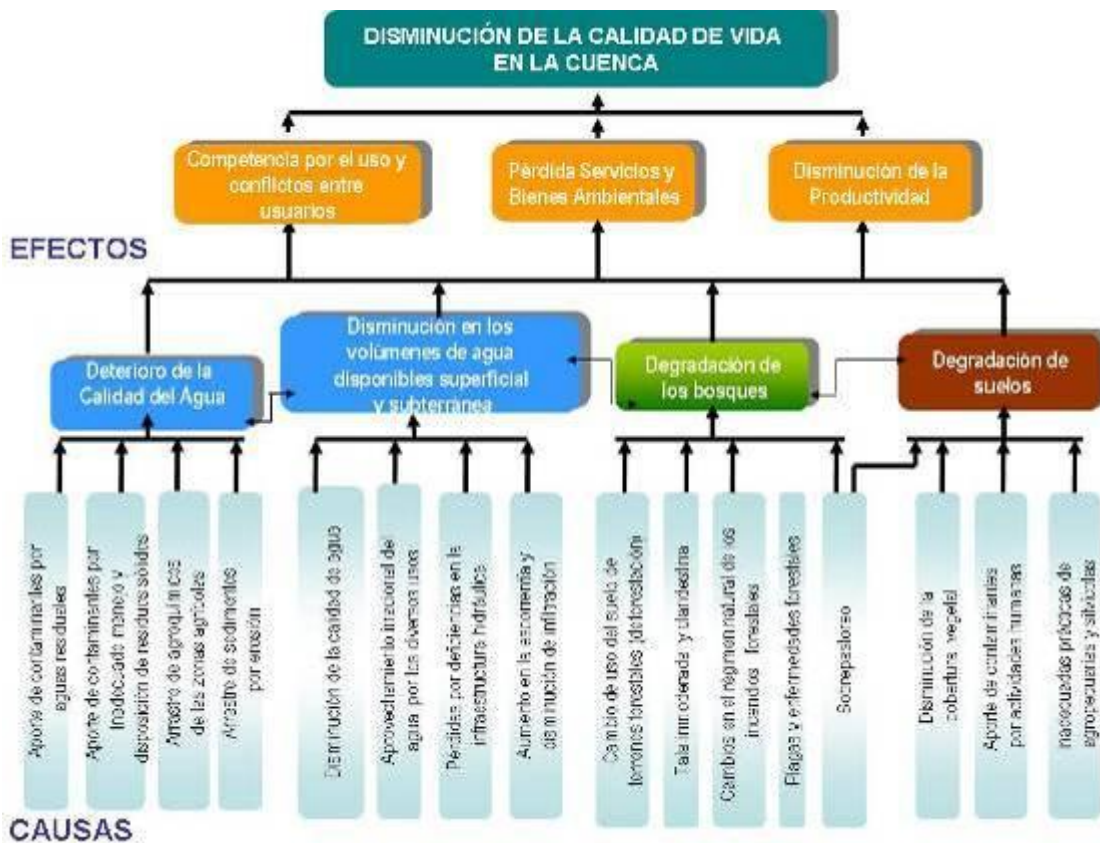 DISMINUCIÓN DE LA CALIDAD DE VIDA
EN LA CUENCA
Competencia por el uso y
conflictos entre
usuarios
Pérdida Servicios y
Bienes Ambientales
Disminución de la
Productividad
EFECTOS
Deterioro de la
Calidad del Agua
Disminución en los
volúmenes de agua
disponibles superficial
y subterránea
Degradación de
los bosques
Degradación de
suelos
Aporte de contaminantes por
aguas residuales
Aporte de contaminantes por
Inadecuado manejo y
disposición de residuos sólidos
Arrastre de agroquímicos
de las zonas agrícolas
Arrastre de sedimentos
por erosión
Disminución de la calidad de agua
Aprovechamiento irracional de
agua por los diversos usos
Pérdidas por deficiencias en la
infraestructura hidráulica
Aumento en la escorrentía y
disminución de infiltración
Cambio de uso del suelo de
terrenos forestales (deforestación)
Tala inmoderada y clandestina
Cambios en el régimen natural de los
incendios forestales
Plagas y enfermedades forestales
Sobrepastoreo
Disminución de la
cobertura vegetal
Aporte de contaminantes
por actividades humanas
Inadecuadas prácticas de
agropecuarias y silvícolas
CAUSAS